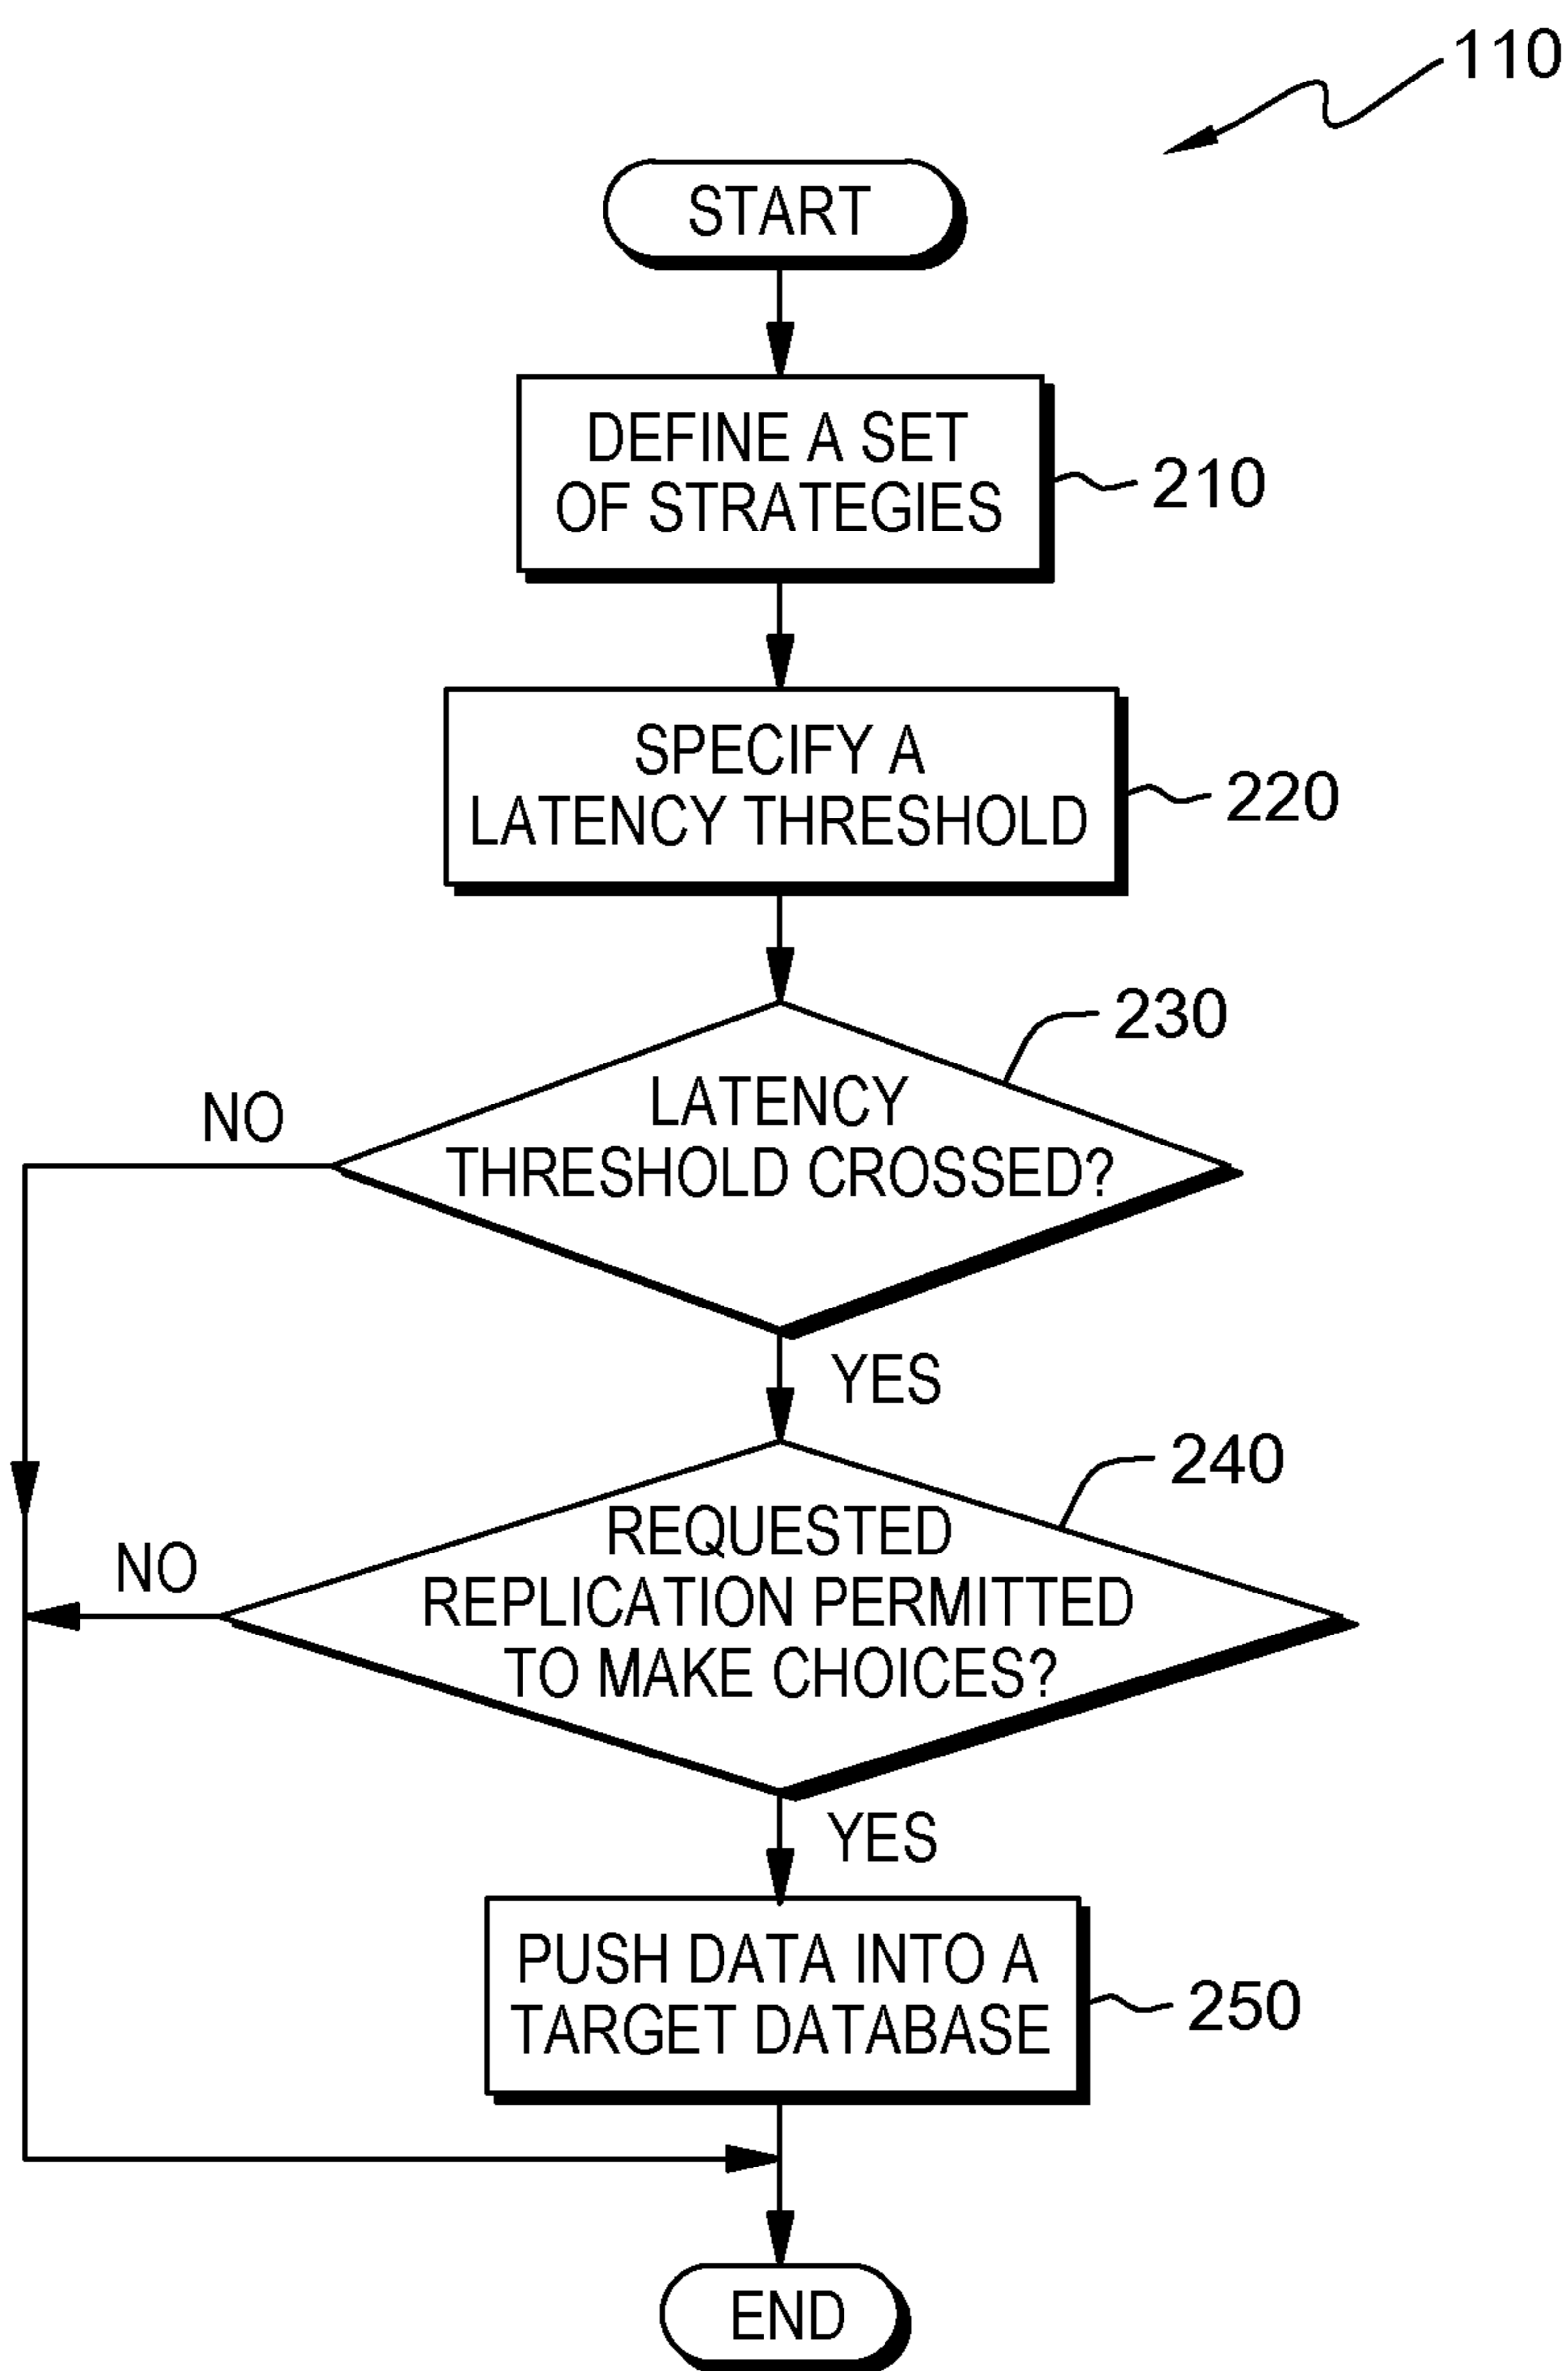 110
START
DEFINE A SET
OF STRATEGIES
210
SPECIFY A
LATENCY THRESHOLD
220
230
LATENCY
THRESHOLD CROSSED?
NO
YES
240
REQUESTED
REPLICATION PERMITTED
TO MAKE CHOICES?
NO
YES
PUSH DATA INTO A
TARGET DATABASE
250
END